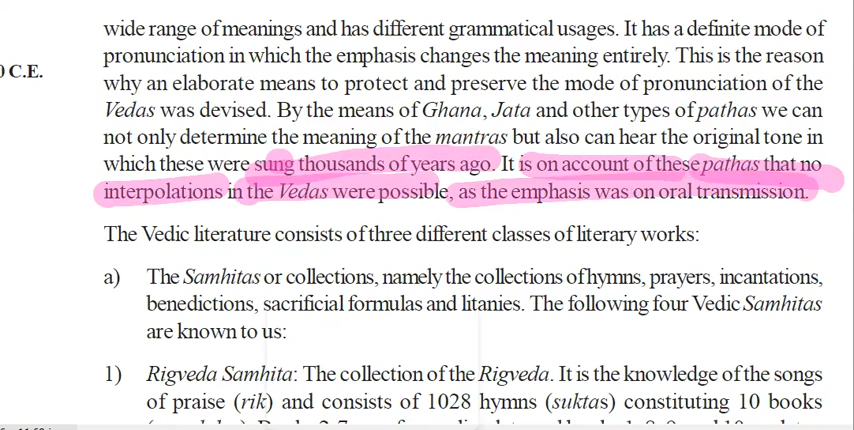 wide range of meanings and has different grammatical usages. It has a definite mode of
pronunciation in which the emphasis changes the meaning entirely. This is the reason
0 C.E.
why an elaborate means to protect and preserve the mode of pronunciation of the
Vedas was devised. By the means of Ghana, Jata and other types of pathas we can
not only determine the meaning of the mantras but also can hear the original tone in
which these were sung thousands of years ago. It is on account of these pathas that no
interpolations in the Vedas were possible, as the emphasis was on oral transmission.
The Vedic literature consists of three different classes of literary works:
a) The Samhitas or collections, namely the collections of hymns, prayers, incantations,
benedictions, sacrificial formulas and litanies. The following four Vedic Samhitas
are known to us:
1) Rigveda Samhita: The collection of the Rigveda. It is the knowledge of the songs
of praise (rik) and consists of 1028 hymns (suktas) constituting 10 books